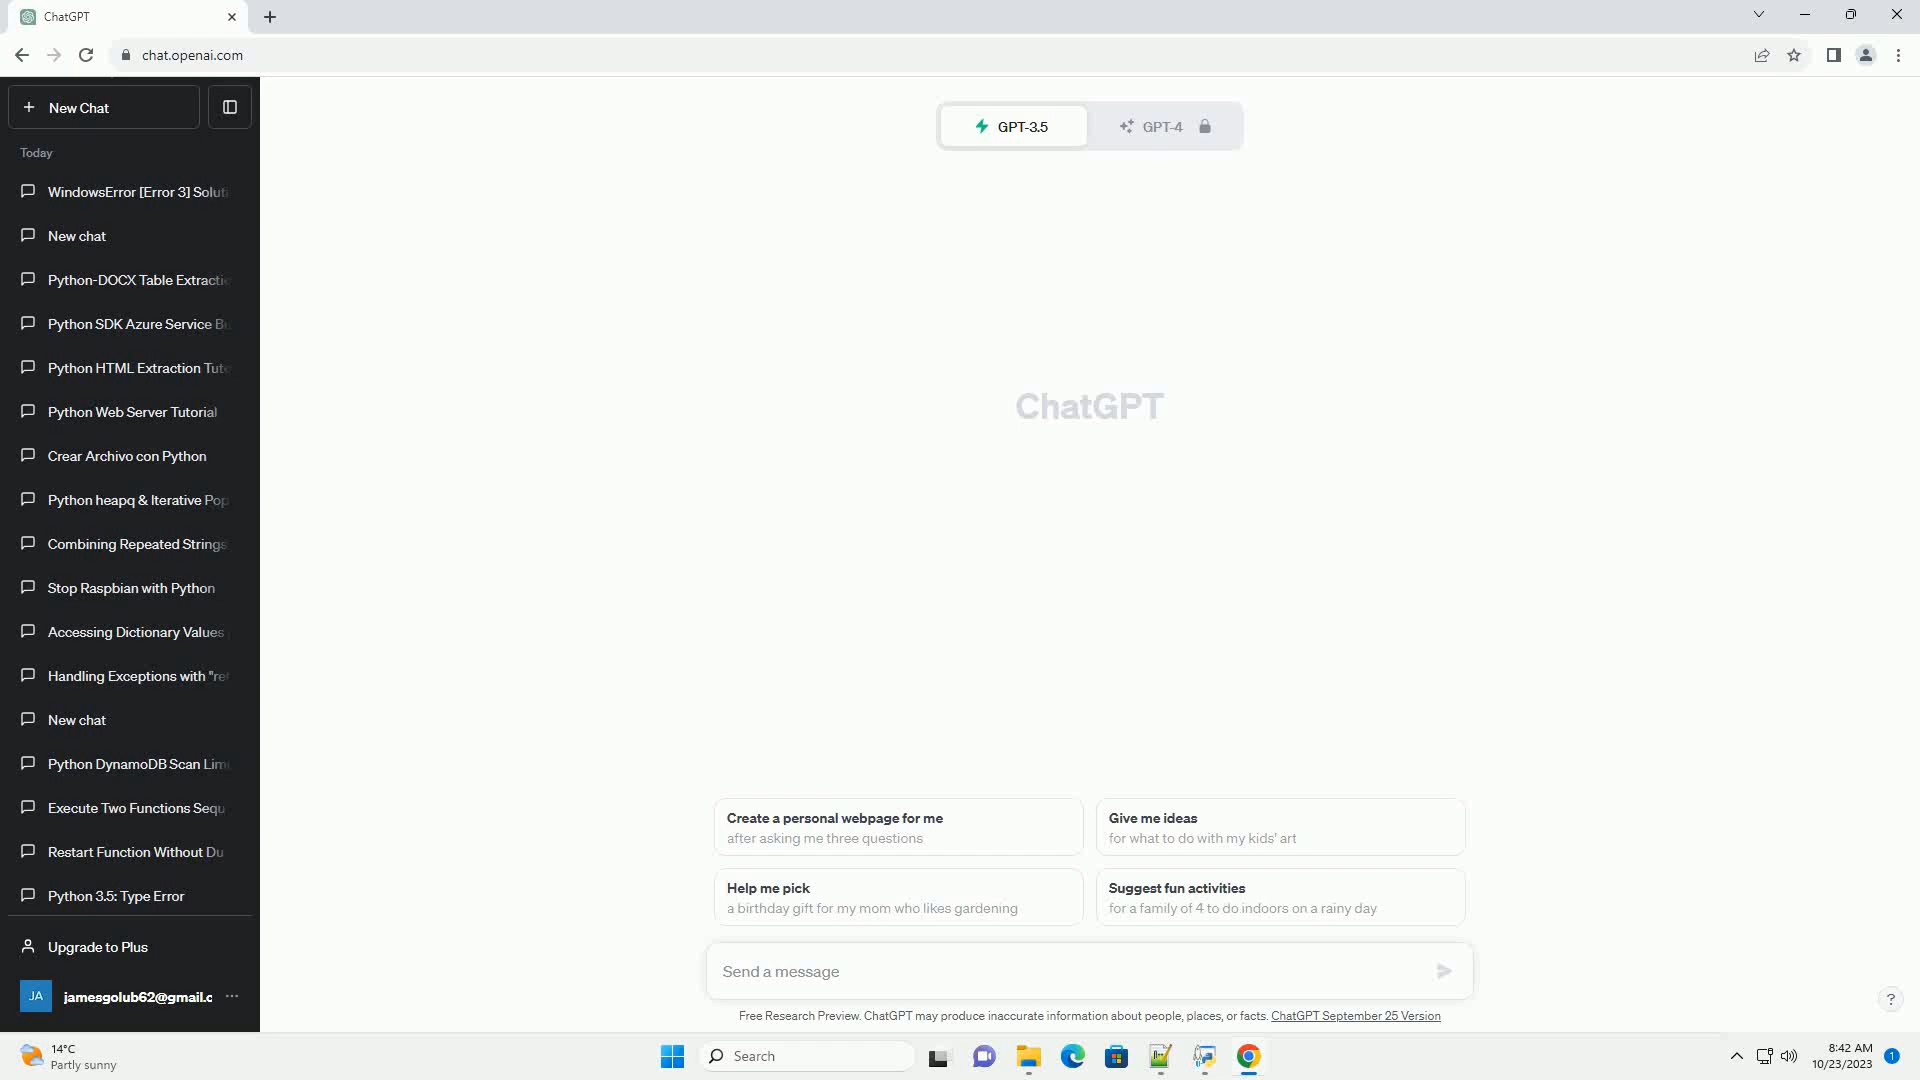 ChatGPT
chat.openai.com
New Chat
Today
WindowsError [Error 3] Solut
New chat
Python-DOCX Table Extractio
Python SDK Azure Service Bu
Python HTML Extraction Tuto
Python Web Server Tutorial
Crear Archivo con Python
Python heapq & Iterative Pop
Combining Repeated Strings
Stop Raspbian with Python
Accessing Dictionary Values
Handling Exceptions with "ret
New chat
Python DynamoDB Scan Limi
Execute Two Functions Sequ
Restart Function Without Du
Python 3.5: Type Error
Upgrade to Plus
JA jamesgolub62@gmail.c
GPT-3.5 GPT-4
ChatGPT
Create a personal webpage for me
after asking me three questions
Give me ideas
for what to do with my kids' art
Help me pick
a birthday gift for my mom who likes gardening
Suggest fun activities
for a family of 4 to do indoors on a rainy day
Send a message
Free Research Preview. ChatGPT may produce inaccurate information about people, places, or facts. ChatGPT September 25 Version
?
14°C
Partly sunny
Search
8:42 AM
10/23/2023
1